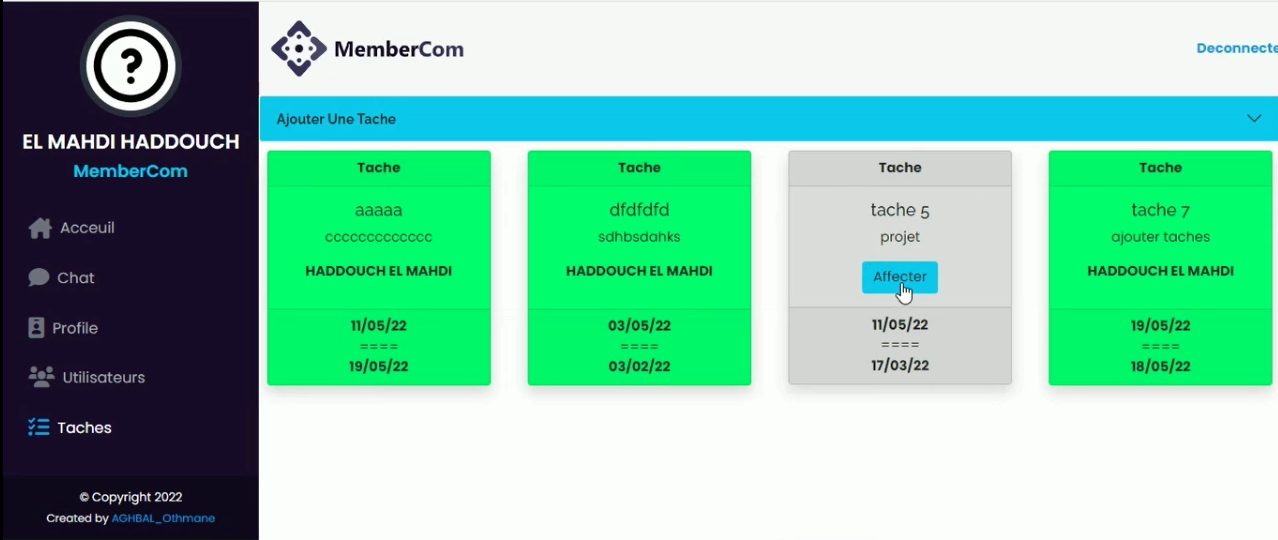 ?
EL MAHDI HADDOUCH
MemberCom
Acceuil
Chat
Profile
Utilisateurs
Taches
© Copyright 2022
Created by AGHBAL_Othmane
MemberCom
Deconnecte
Ajouter Une Tache
Tache
aaaaa
ccccccccccccc
HADDOUCH EL MAHDI
11/05/22
====
19/05/22
Tache
dfdfdfd
sdhbsdahks
HADDOUCH EL MAHDI
03/05/22
====
03/02/22
Tache
tache 5
projet
Affecter
11/05/22
====
17/03/22
Tache
tache 7
ajouter taches
HADDOUCH EL MAHDI
19/05/22
====
18/05/22